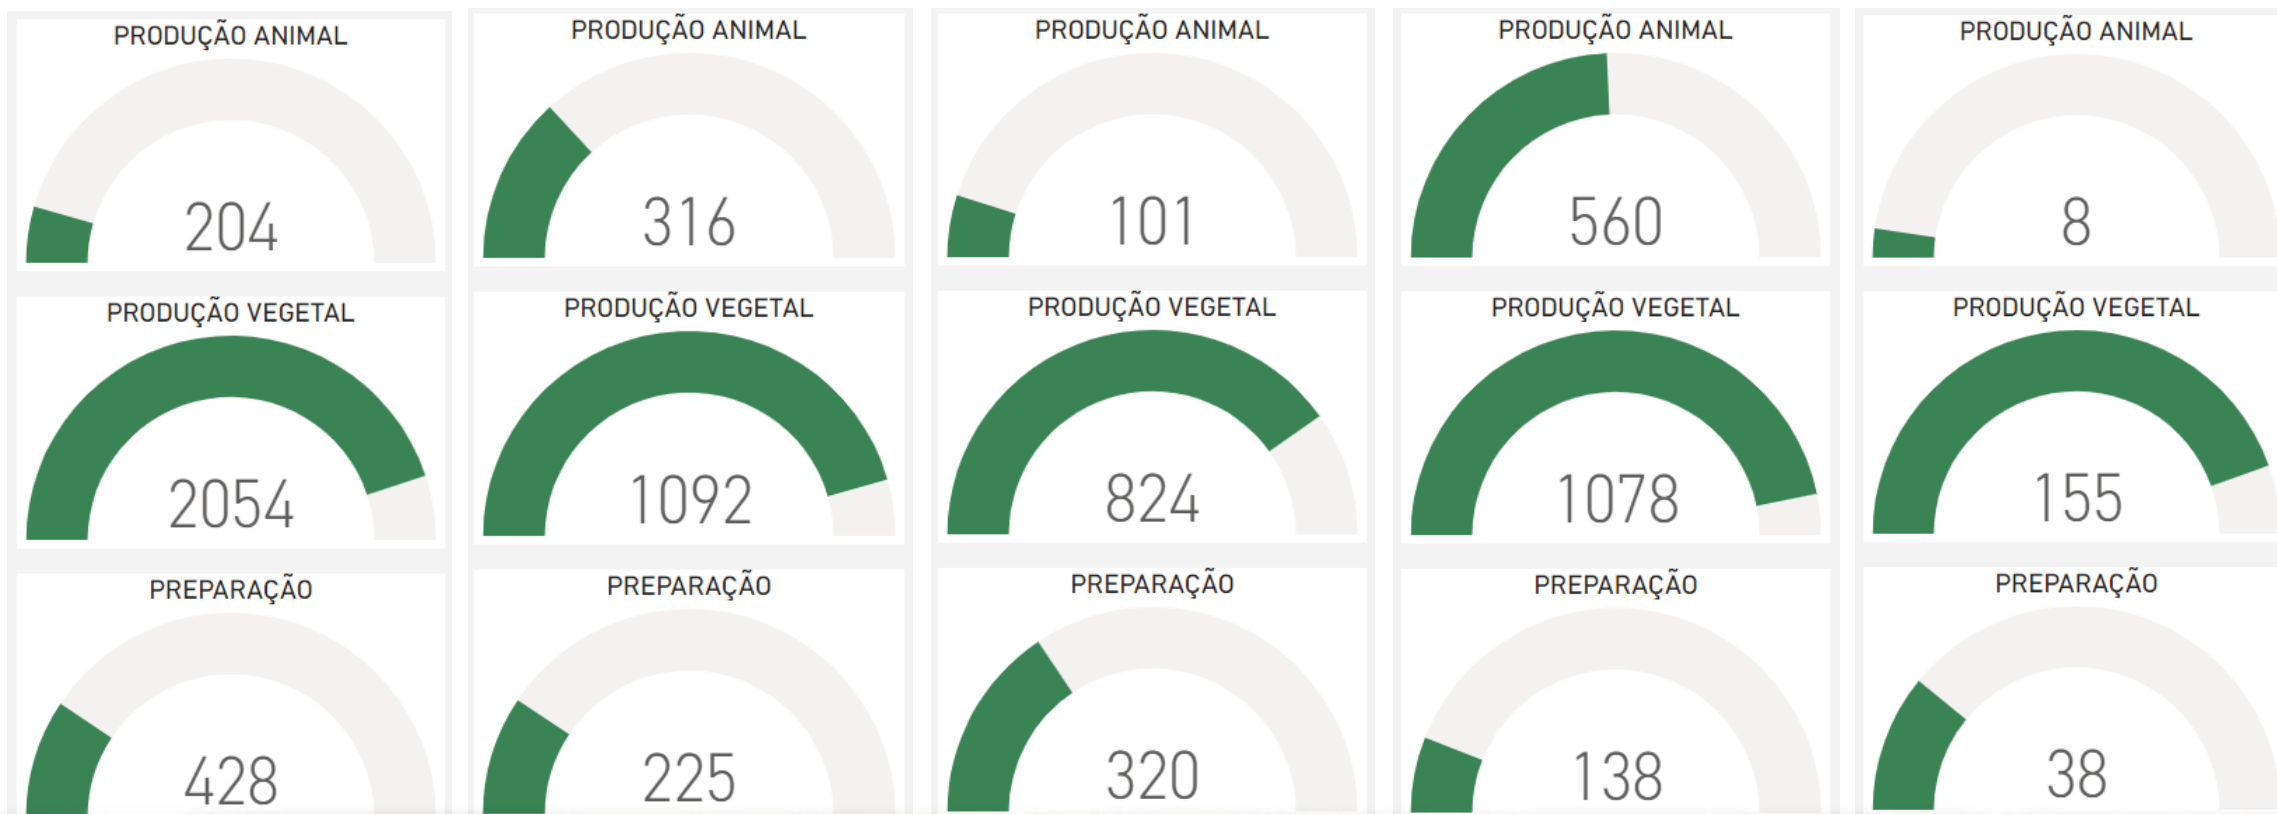 PRODUÇÃO ANIMAL
204
PRODUÇÃO VEGETAL
2054
PREPARAÇÃO
428
PRODUÇÃO ANIMAL
316
PRODUÇÃO VEGETAL
1092
PREPARAÇÃO
225
PRODUÇÃO ANIMAL
101
PRODUÇÃO VEGETAL
824
PREPARAÇÃO
320
PRODUÇÃO ANIMAL
560
PRODUÇÃO VEGETAL
1078
PREPARAÇÃO
138
PRODUÇÃO ANIMAL
8
PRODUÇÃO VEGETAL
155
PREPARAÇÃO
38